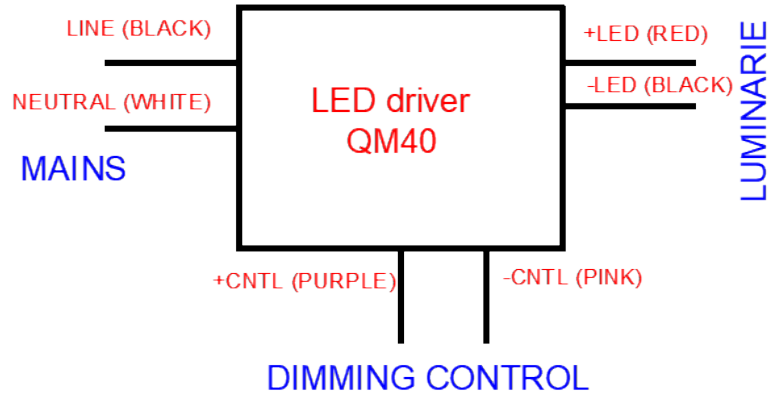 LINE (BLACK)
NEUTRAL (WHITE)
MAINS
LED driver
QM40
+LED (RED)
-LED (BLACK)
LUMINARIE
+CNTL (PURPLE)
-CNTL (PINK)
DIMMING CONTROL